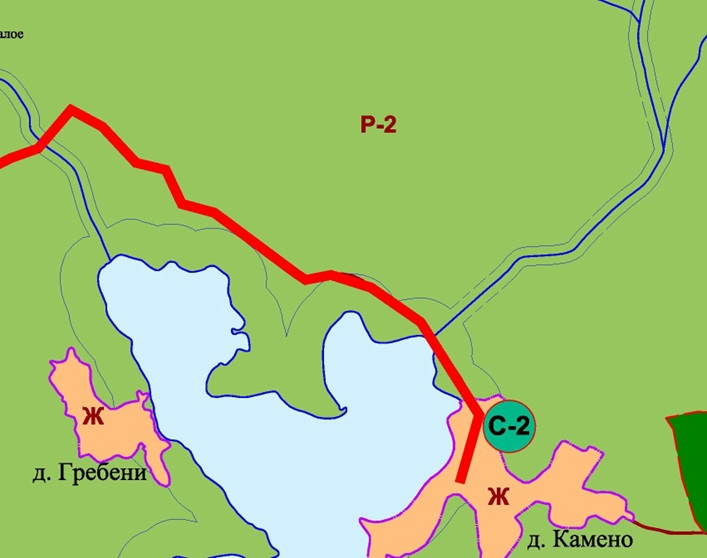 Р-2
Ж
С-2
д. Гребени
Ж
д. Камено